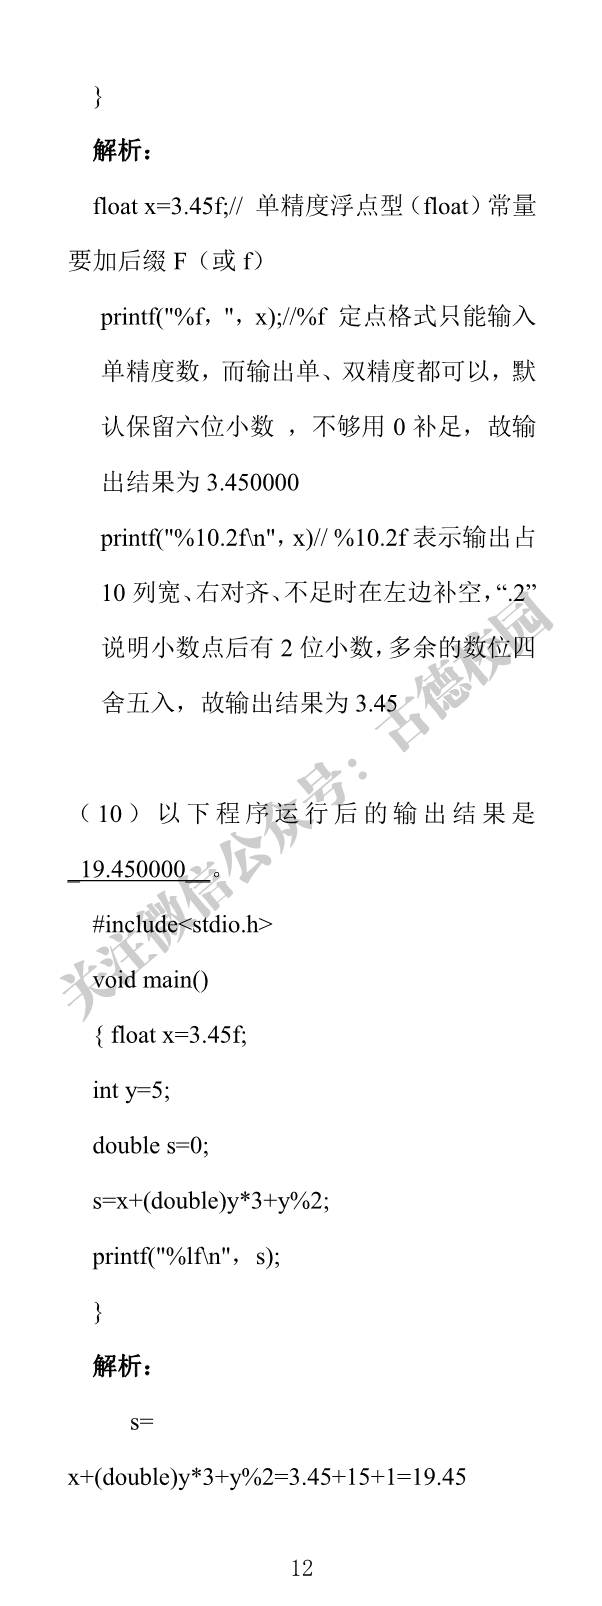 }
解析：
float x=3.45f;// 单精度浮点型（float）常量
要加后缀 F（或 f）
printf("%f，"，x);//%f 定点格式只能输入
单精度数，而输出单、双精度都可以，默
认保留六位小数 ，不够用 0 补足，故输
出结果为 3.450000
printf("%10.2f\n"，x)// %10.2f 表示输出占
10 列宽、右对齐、不足时在左边补空，“.2”
说明小数点后有 2 位小数，多余的数位四
舍五入，故输出结果为 3.45
（10）以下程序运行后的输出结果是
_19.450000__。
#include<stdio.h>
void main()
{ float x=3.45f;
int y=5;
double s=0;
s=x+(double)y*3+y%2;
printf("%lf\n"，s);
}
解析：
s=
x+(double)y*3+y%2=3.45+15+1=19.45
12
关注微信公众号：古德校园